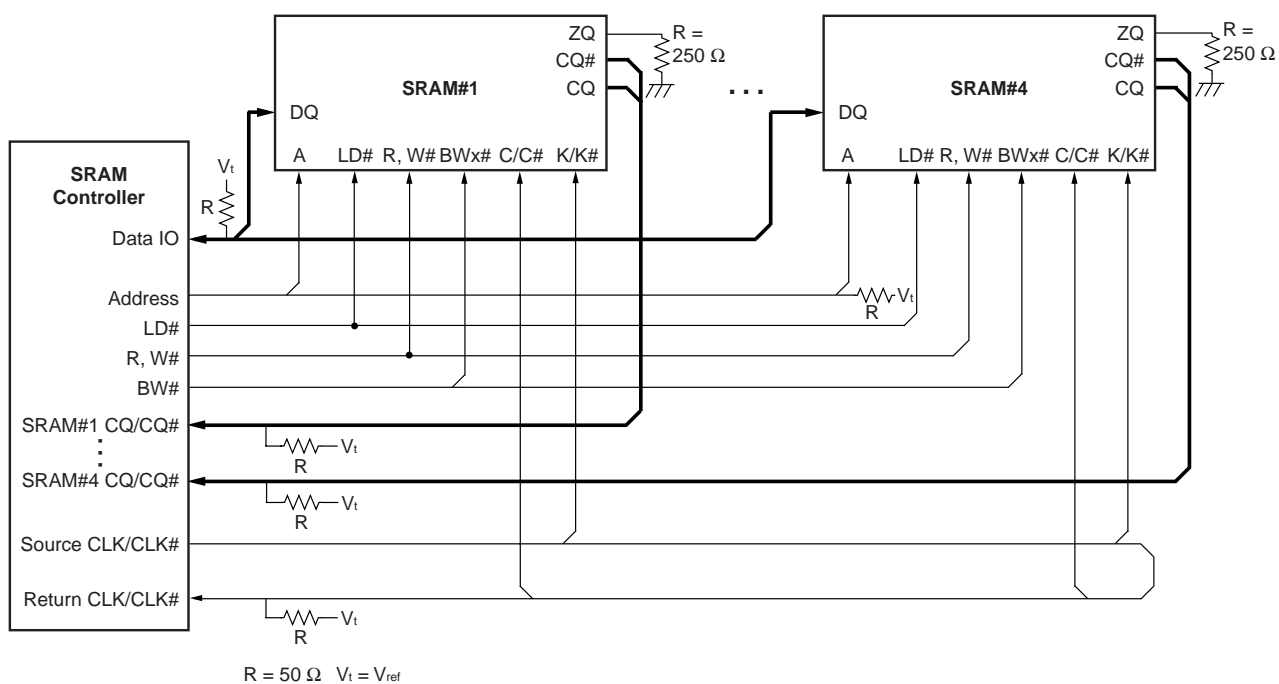 ZQ
CQ#
CQ
SRAM#1
DQ
A LD# R, W# BWx# C/C# K/K#
R =
250 Ω
. . .
ZQ
CQ#
CQ
SRAM#4
DQ
A LD# R, W# BWx# C/C# K/K#
R =
250 Ω
SRAM
Controller
Vt
R
Data IO
Address
R
Vt
LD#
R, W#
BW#
SRAM#1 CQ/CQ#
R
Vt
SRAM#4 CQ/CQ#
R
Vt
Source CLK/CLK#
Return CLK/CLK#
R
Vt
R = 50 Ω Vt = Vref